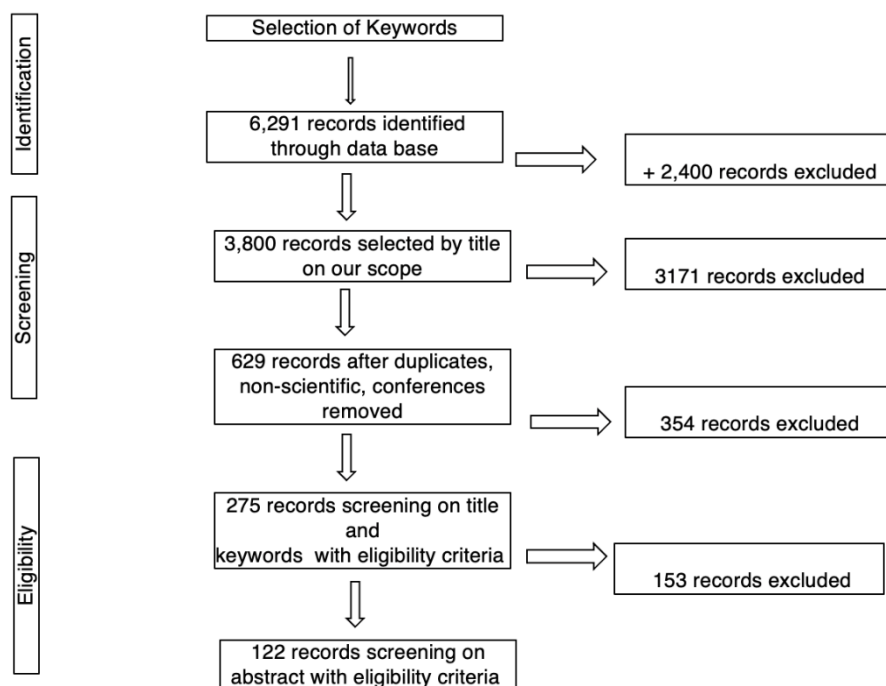 Identification
Selection of Keywords
6,291 records identified
through data base
+ 2,400 records excluded
Screening
3,800 records selected by title
on our scope
3171 records excluded
629 records after duplicates,
non-scientific, conferences
removed
354 records excluded
Eligibility
275 records screening on title
and
keywords with eligibility criteria
153 records excluded
122 records screening on
abstract with eligibility criteria